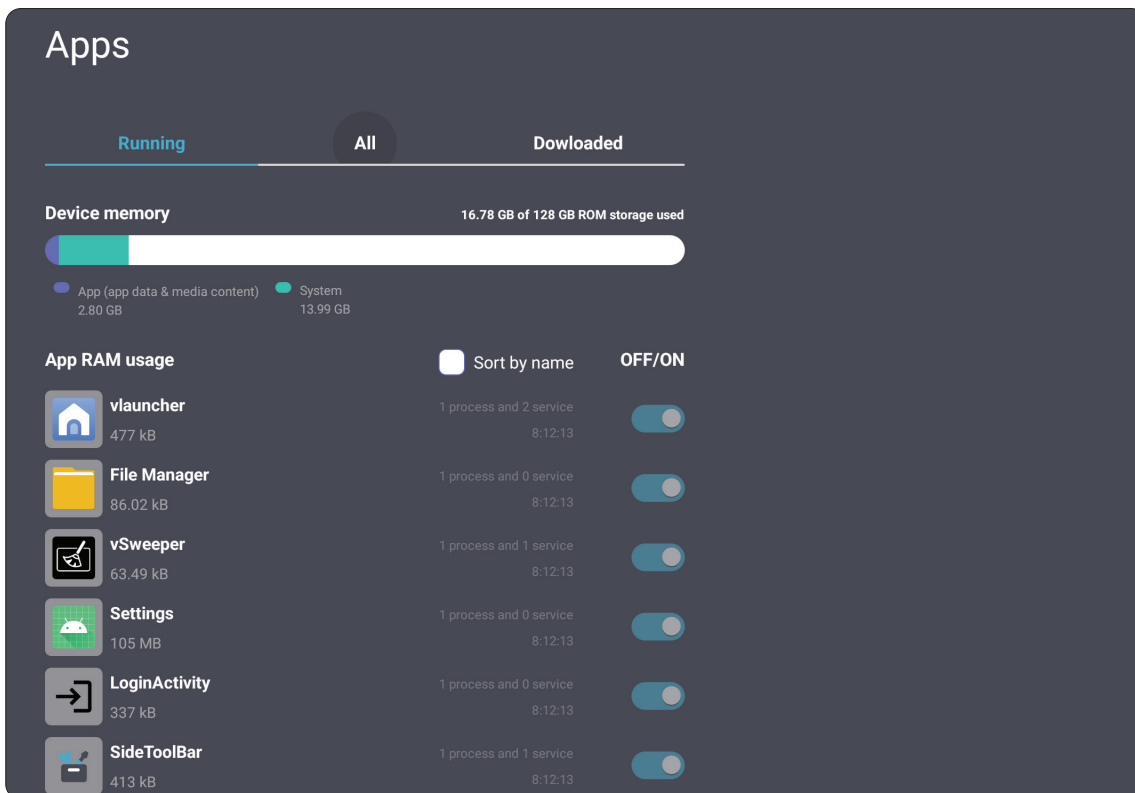 Apps
Running All Dowloaded
Device memory 16.78 GB of 128 GB ROM storage used
App (app data & media content) System
2.80 GB 13.99 GB
App RAM usage Sort by name OFF/ON
vlauncher 1 process and 2 service
477 kB 8:12:13
File Manager 1 process and 0 service
86.02 kB 8:12:13
vSweeper 1 process and 1 service
63.49 kB 8:12:13
Settings 1 process and 0 service
105 MB 8:12:13
LoginActivity 1 process and 0 service
337 kB 8:12:13
SideToolBar 1 process and 1 service
413 kB 8:12:13